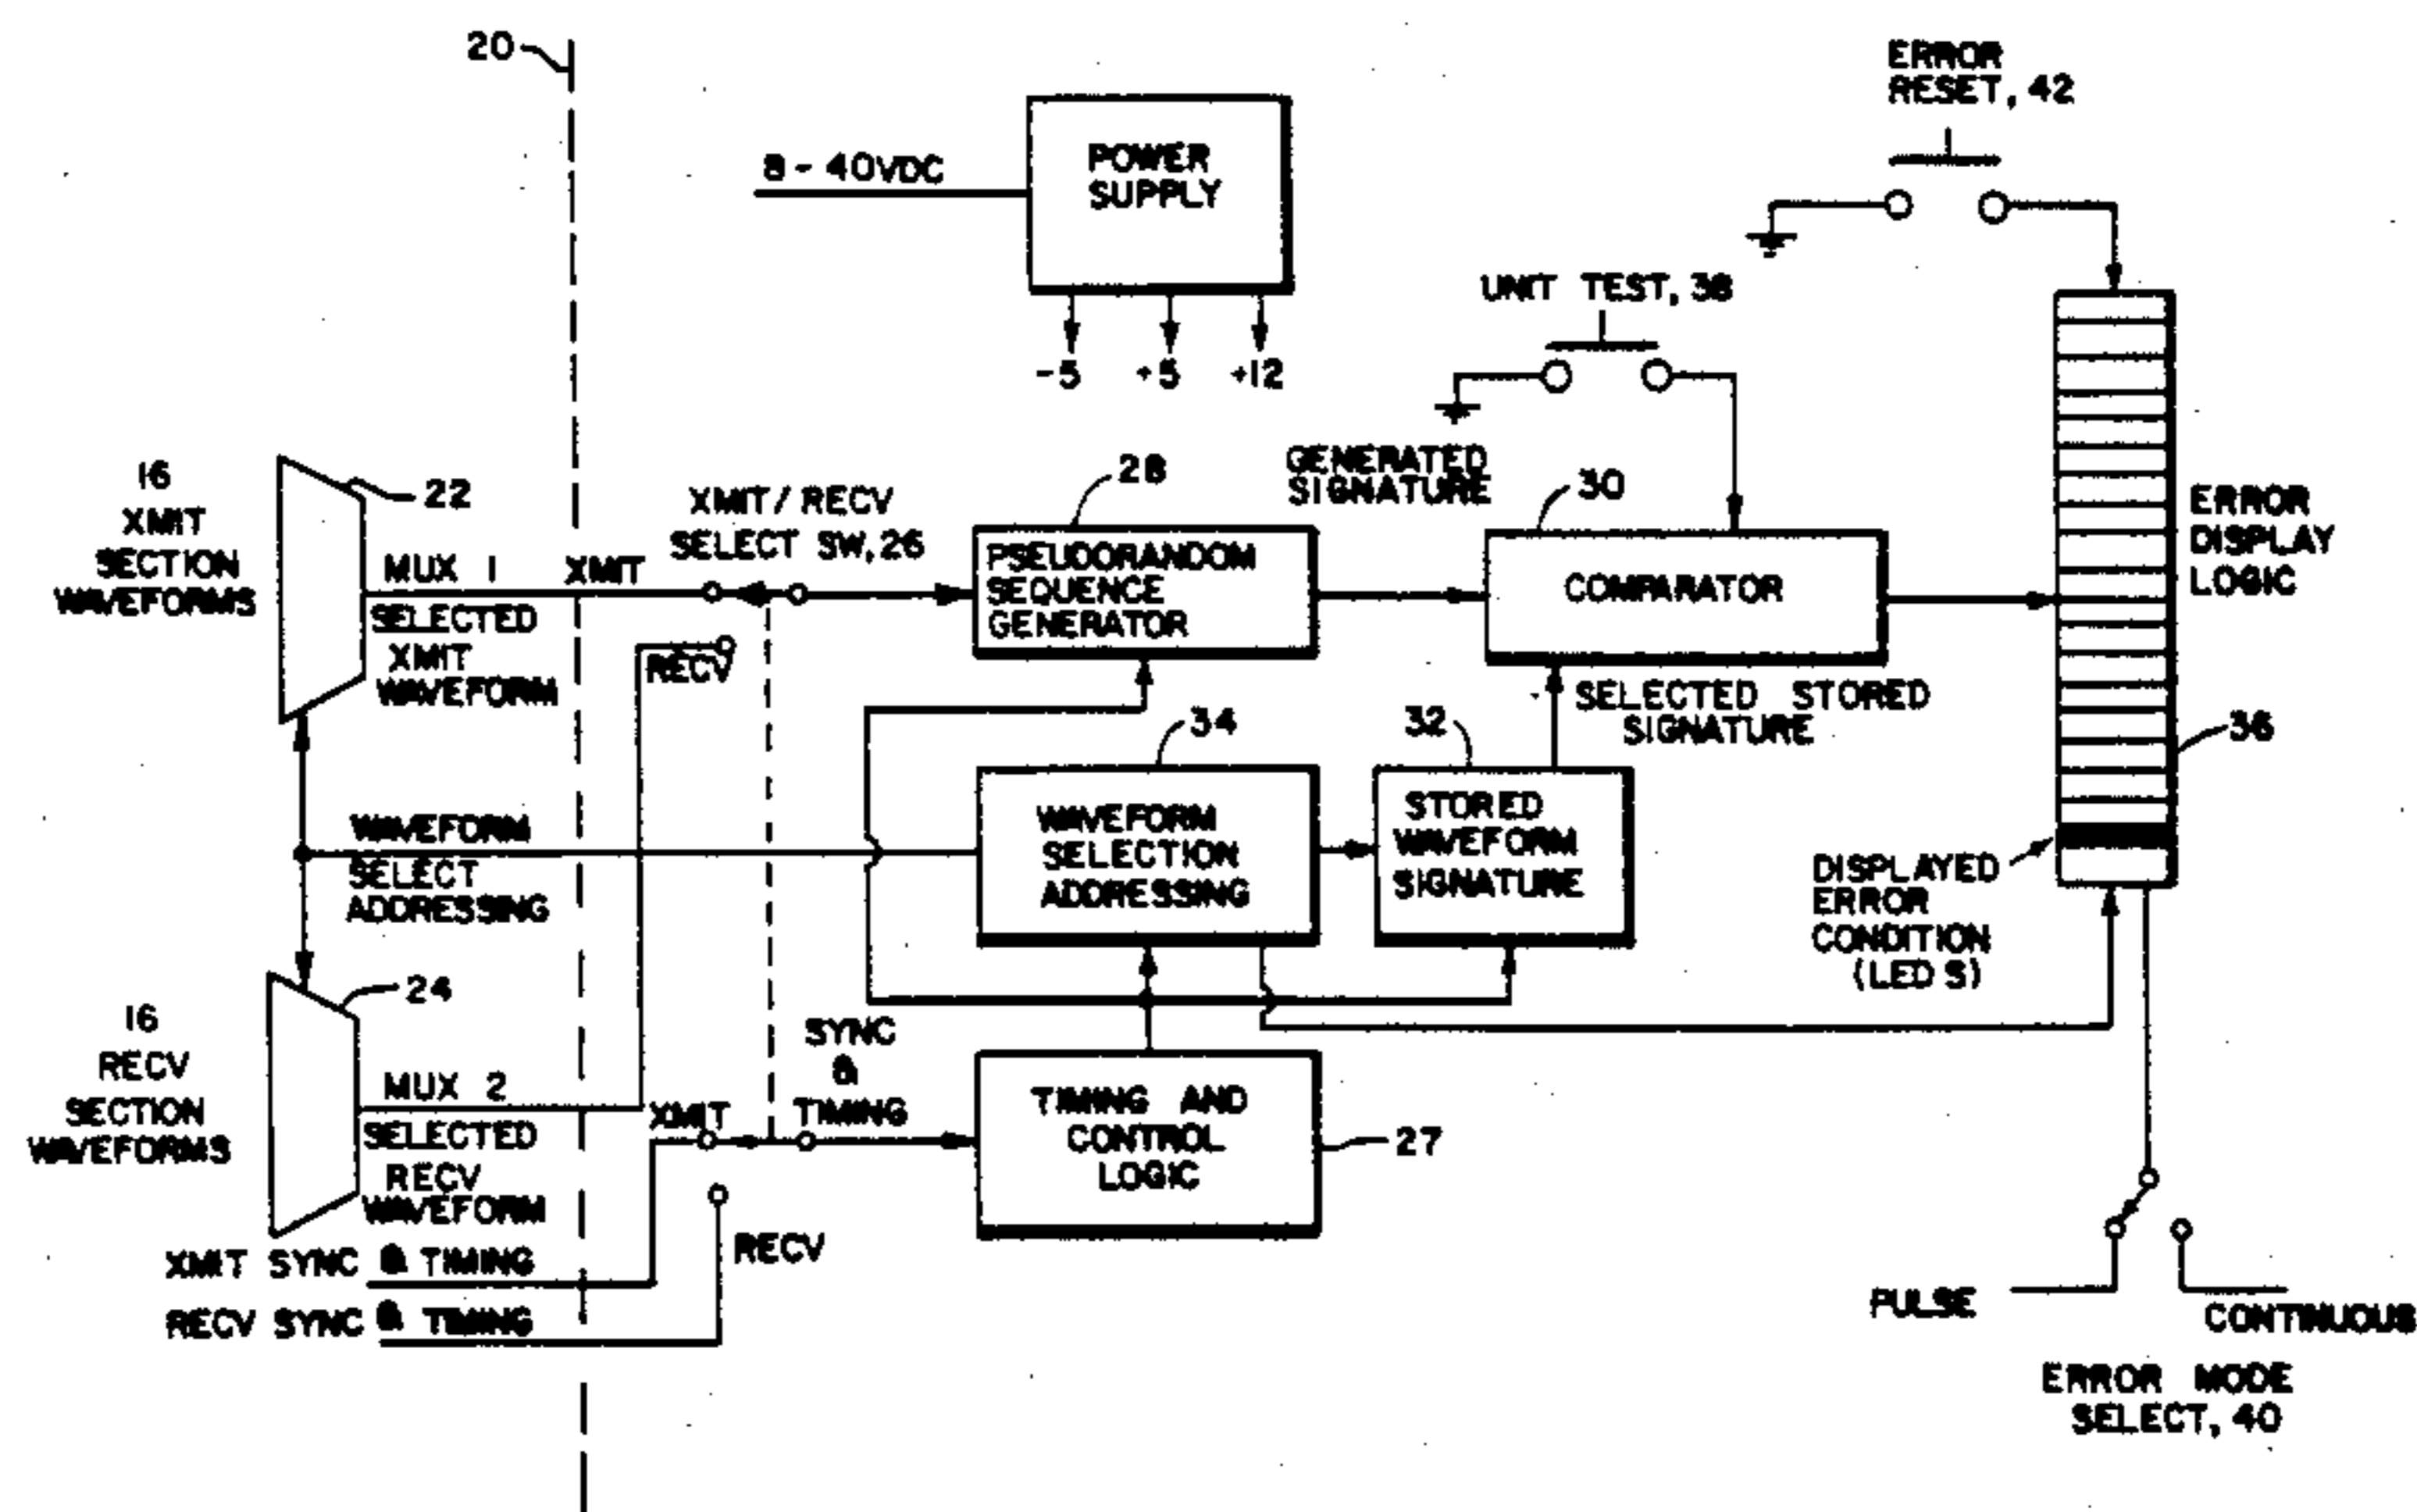 20
ERROR
RESET, 42
8 - 40VDC
POWER
SUPPLY
-5 +5 +12
UNIT TEST, 38
16
XMIT
SECTION
WAVEFORMS
22
MUX 1
SELECTED
XMIT
WAVEFORM
XMIT
XMIT/RECV
SELECT SW, 26
RECV
28
PSEUDORANDOM
SEQUENCE
GENERATOR
GENERATED
SIGNATURE
30
COMPARATOR
SELECTED STORED
SIGNATURE
ERROR
DISPLAY
LOGIC
36
WAVEFORM
SELECT
ADDRESSING
34
WAVEFORM
SELECTION
ADDRESSING
32
STORED
WAVEFORM
SIGNATURE
DISPLAYED
ERROR
CONDITION
(LED S)
16
RECV
SECTION
WAVEFORMS
24
MUX 2
SELECTED
RECV
WAVEFORM
XMIT
SYNC
&
TIMING
RECV
TIMING AND
CONTROL
LOGIC
27
XMIT SYNC & TIMING
RECV SYNC & TIMING
PULSE
CONTINUOUS
ERROR MODE
SELECT, 40